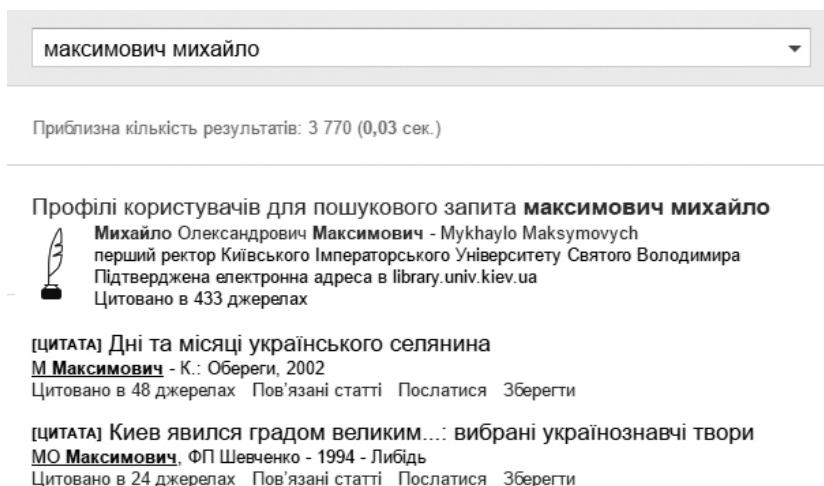 максимович михайло
Приблизна кількість результатів: 3 770 (0,03 сек.)
Профілі користувачів для пошукового запита максимович михайло
Михайло Олександрович Максимович - Mykhaylo Maksymovych
перший ректор Київського Імператорського Університету Святого Володимира
Підтверджена електронна адреса в library.univ.kiev.ua
Цитовано в 433 джерелах
[ЦИТАТА] Дні та місяці українського селянина
М Максимович - К.: Обереги, 2002
Цитовано в 48 джерелах Пов’язані статті Послатися Зберегти
[ЦИТАТА] Киев явился градом великим...: вибрані українознавчі твори
МО Максимович, ФП Шевченко - 1994 - Либідь
Цитовано в 24 джерелах Пов’язані статті Послатися Зберегти